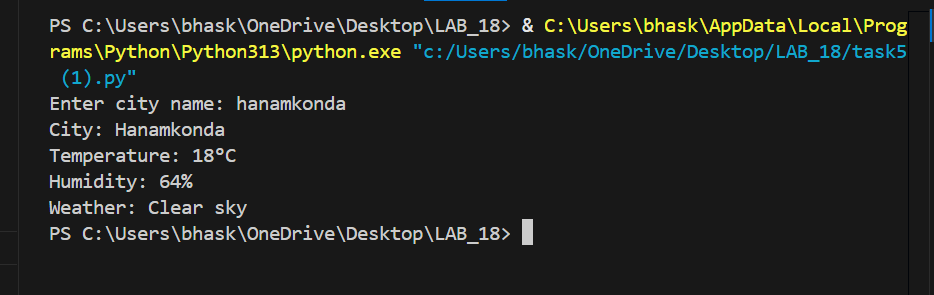 PS C:\Users\bhask\OneDrive\Desktop\LAB_18> & C:\Users\bhask\AppData\Local\Prog
rams\Python\Python313\python.exe "c:/Users/bhask/OneDrive/Desktop/LAB_18/task5
(1).py"
Enter city name: hanamkonda
City: Hanamkonda
Temperature: 18°C
Humidity: 64%
Weather: Clear sky
PS C:\Users\bhask\OneDrive\Desktop\LAB_18>